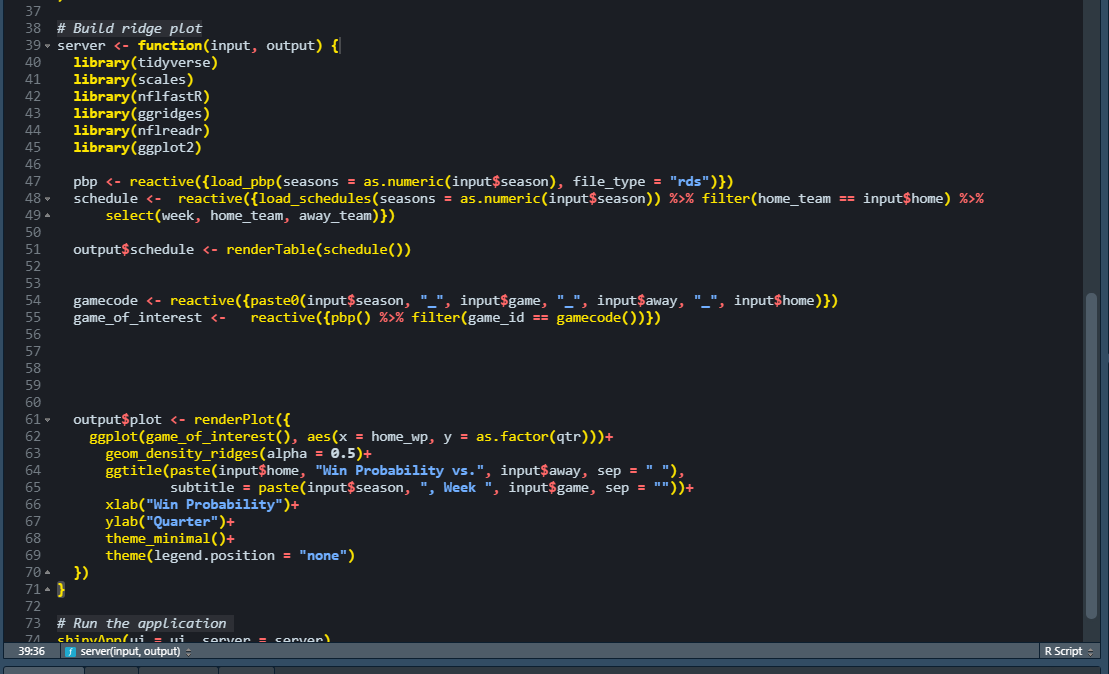 37
38 # Build ridge plot
39 server <- function(input, output) {
40 library(tidyverse)
41 library(scales)
42 library(nflfastR)
43 library(ggridges)
44 library(nflreadr)
45 library(ggplot2)
46
47 pbp <- reactive({load_pbp(seasons = as.numeric(input$season), file_type = "rds")})
48 schedule <-  reactive({load_schedules(seasons = as.numeric(input$season)) %>% filter(home_team == input$home) %>%
49 select(week, home_team, away_team)})
50
51 output$schedule <- renderTable(schedule())
52
53
54 gamecode <- reactive({paste0(input$season, "_", input$game, "_", input$away, "_", input$home)})
55 game_of_interest <-   reactive({pbp() %>% filter(game_id == gamecode())})
56
57
58
59
60
61 output$plot <- renderPlot({
62 ggplot(game_of_interest(), aes(x = home_wp, y = as.factor(qtr)))+
63 geom_density_ridges(alpha = 0.5)+
64 ggtitle(paste(input$home, "Win Probability vs.", input$away, sep = " "),
65 subtitle = paste(input$season, ", Week ", input$game, sep = ""))+
66 xlab("Win Probability")+
67 ylab("Quarter")+
68 theme_minimal()+
69 theme(legend.position = "none")
70 })
71 }
72
73 # Run the application
74 shinyApp(ui = ui, server = server)
39:36 server(input, output) R Script